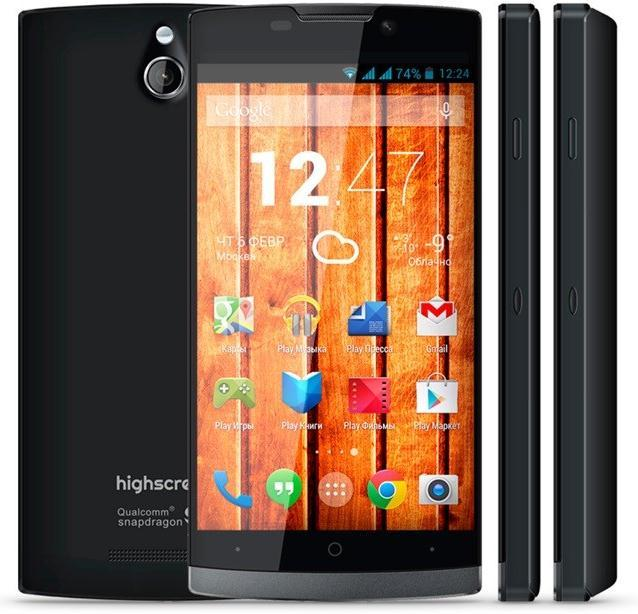 74% 12:24
Google
12:47
ЧТ 6 ФЕВР
Москва
-3°
-10°
-9°
Облачно
Карты
Play Музыка
Play Пресса
Gmail
Play Игры
Play Книги
Play Фильмы
Play Маркет
highscre
Qualcomm®
snapdragon